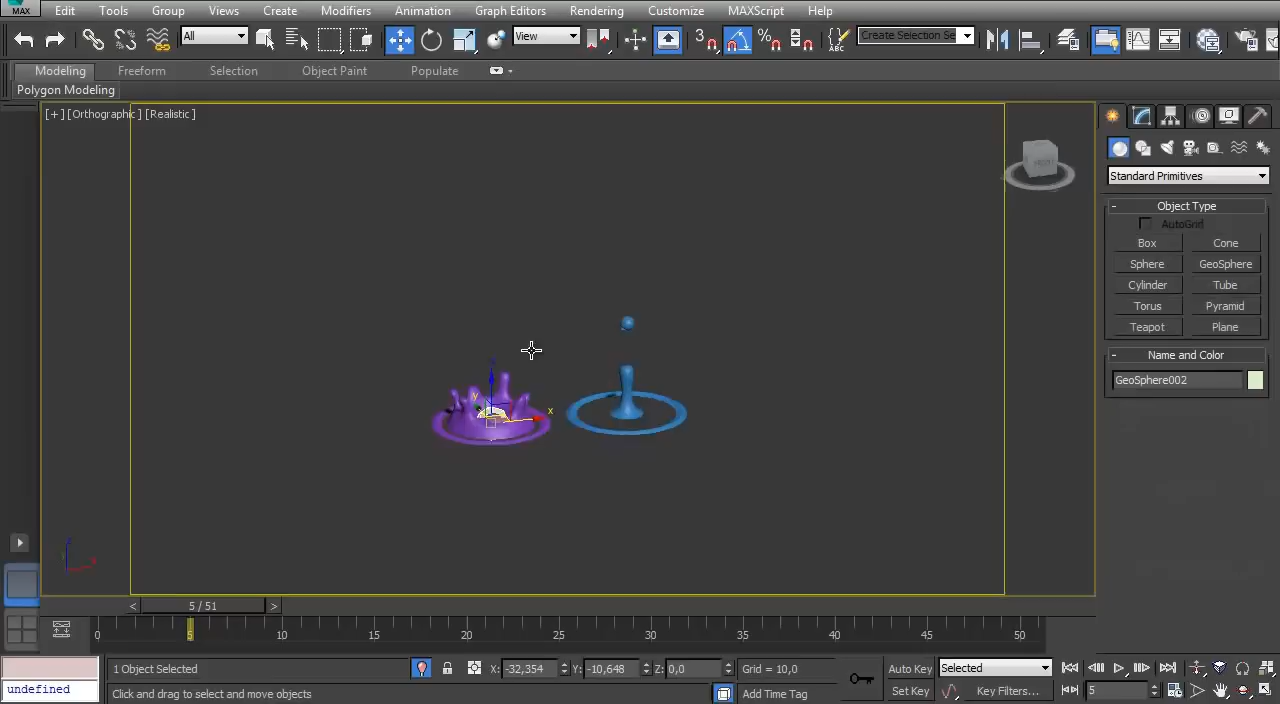 MAX Edit Tools Group Views Create Modifiers Animation Graph Editors Rendering Customize MAXScript Help
All View 3 % ABC Create Selection Se
Modeling Freeform Selection Object Paint Populate
Polygon Modeling
[+] [Orthographic ] [Realistic ]
Standard Primitives
- Object Type
AutoGrid
Box Cone
Sphere GeoSphere
Cylinder Tube
Torus Pyramid
Teapot Plane
- Name and Color
GeoSphere002
x
y
< 5 / 51 >
0 5 10 15 20 25 30 35 40 45 50
1 Object Selected X: -32,354 Y: -10,648 Z: 0,0 Grid = 10,0 Auto Key Selected
undefined Click and drag to select and move objects Add Time Tag Set Key Key Filters... 5